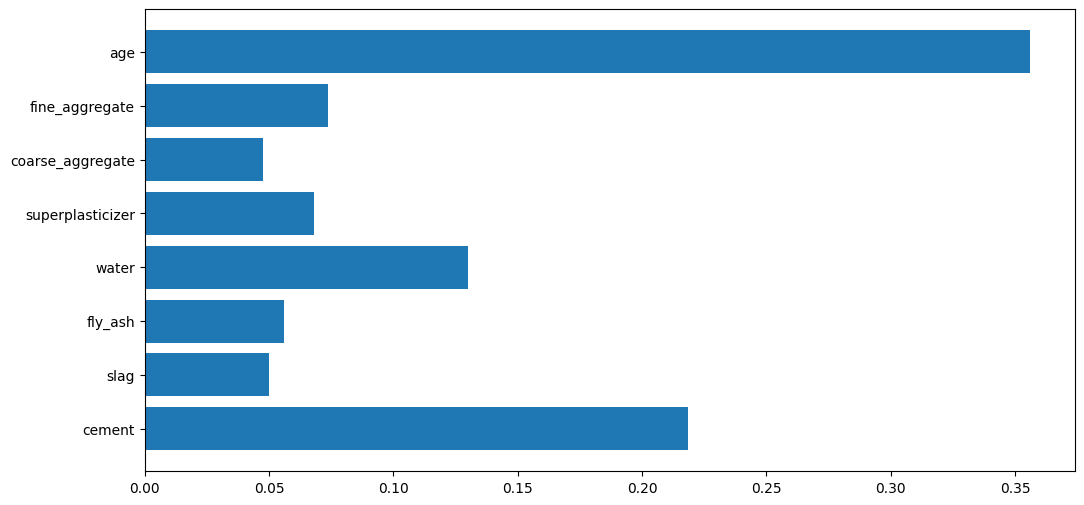 age
fine_aggregate
coarse_aggregate
superplasticizer
water
fly_ash
slag
cement
0.00 0.05 0.10 0.15 0.20 0.25 0.30 0.35